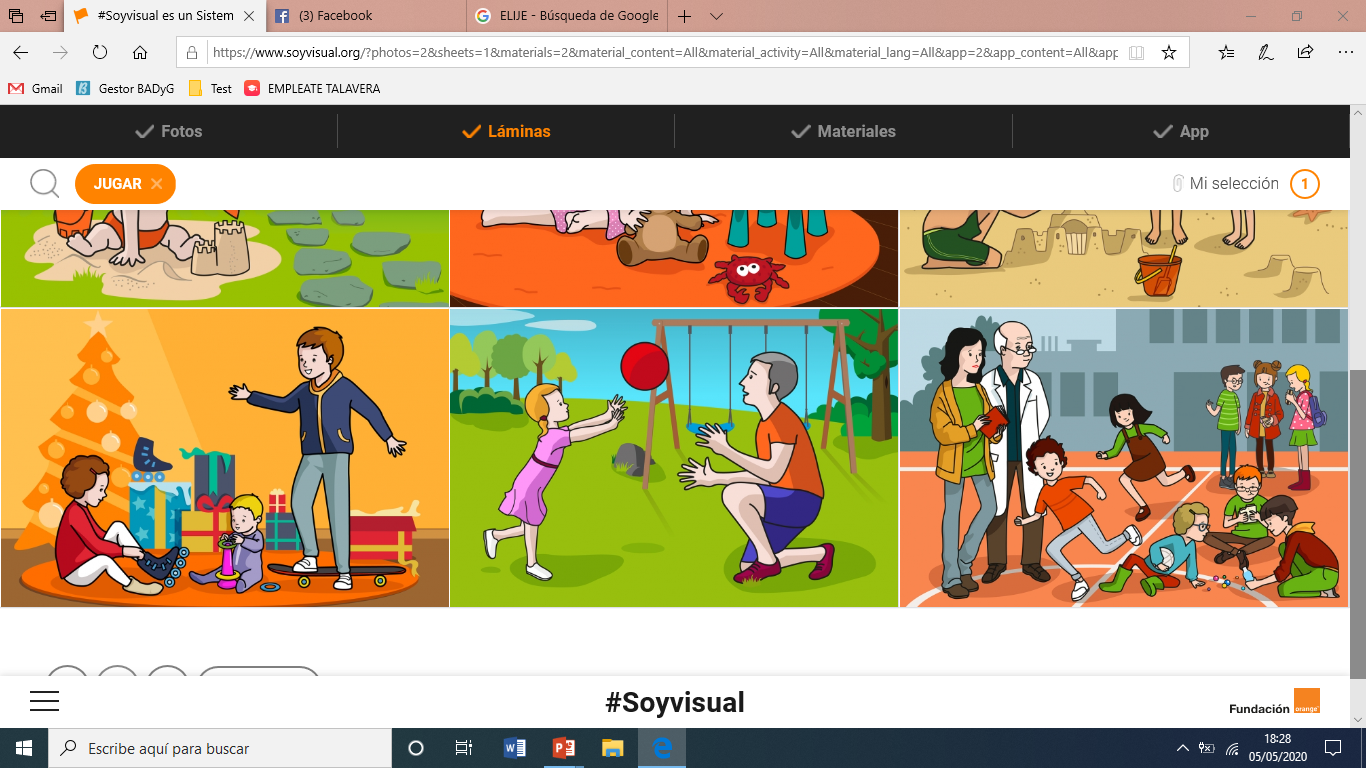 #Soyvisual es un Sistem
(3) Facebook
ELIJE - Búsqueda de Google
https://www.soyvisual.org/?photos=2&sheets=1&materials=2&material_content=All&material_activity=All&material_lang=All&app=2&app_content=All&app
Gmail
Gestor BADyG
Test
EMPLEATE TALAVERA
Fotos
Láminas
Materiales
App
JUGAR
Mi selección
1
#Soyvisual
Fundación
orange
Escribe aquí para buscar
18:28
05/05/2020